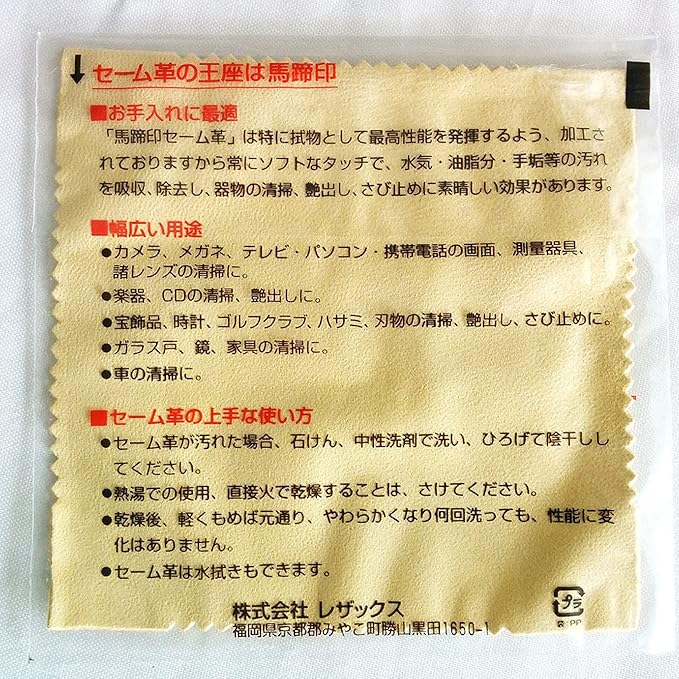 ↓セーム革の王座は馬蹄印
■お手入れに最適
「馬蹄印セーム革」は特に拭物として最高性能を発揮するよう、加工さ
れておりますから常にソフトなタッチで、水気・油脂分・手垢等の汚れ
を吸収、除去し、器物の清掃、艶出し、さび止めに素晴しい効果があります。
■幅広い用途
●カメラ、メガネ、テレビ・パソコン・携帯電話の画面、測量器具、
諸レンズの清掃に。
●楽器、CDの清掃、艶出しに。
●宝飾品、時計、ゴルフクラブ、ハサミ、刃物の清掃、艶出し、さび止めに。
●ガラス戸、鏡、家具の清掃に。
●車の清掃に。
■セーム革の上手な使い方
●セーム革が汚れた場合、石けん、中性洗剤で洗い、ひろげて陰干しし
てください。
●熱湯での使用、直接火で乾燥することは、さけてください。
●乾燥後、軽くもめば元通り、やわらかくなり何回洗っても、性能に変
化はありません。
●セーム革は水拭きもできます。
株式会社 レザックス
福岡県京都郡みやこ町勝山黒田1650-1
プラ
PP